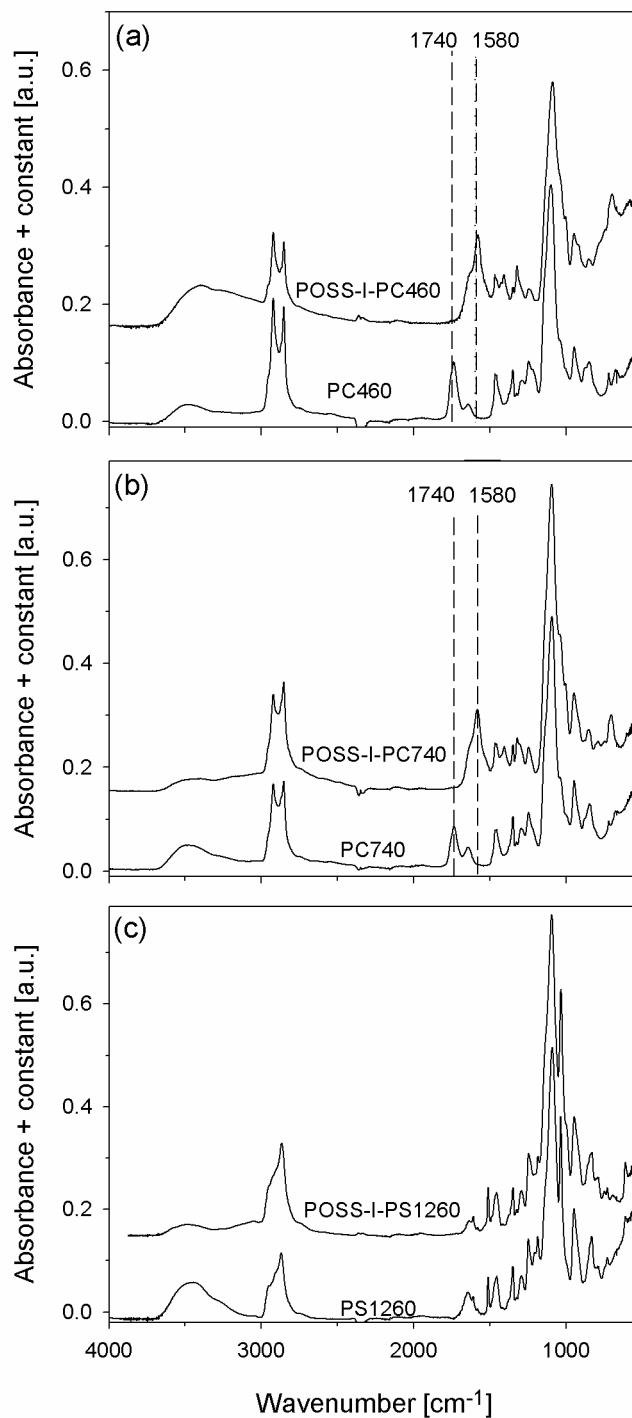 (a)
1740 1580
0.6
0.4
0.2
0.0
Absorbance + constant [a.u.]
POSS-I-PC460
PC460
(b)
1740 1580
0.6
0.4
0.2
0.0
Absorbance + constant [a.u.]
POSS-I-PC740
PC740
(c)
0.6
0.4
0.2
0.0
Absorbance + constant [a.u.]
POSS-I-PS1260
PS1260
4000 3000 2000 1000
Wavenumber [cm-1]